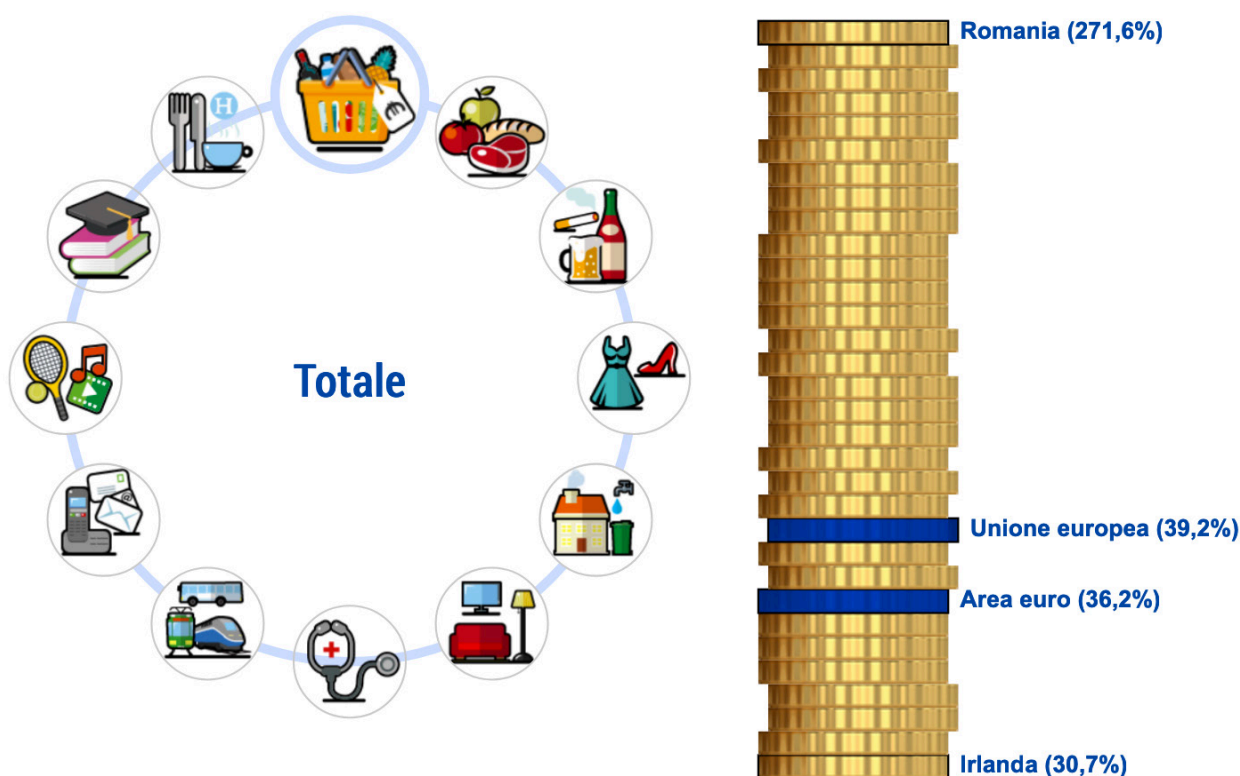 H
€
Totale
@
Romania (271,6%)
Unione europea (39,2%)
Area euro (36,2%)
Irlanda (30,7%)